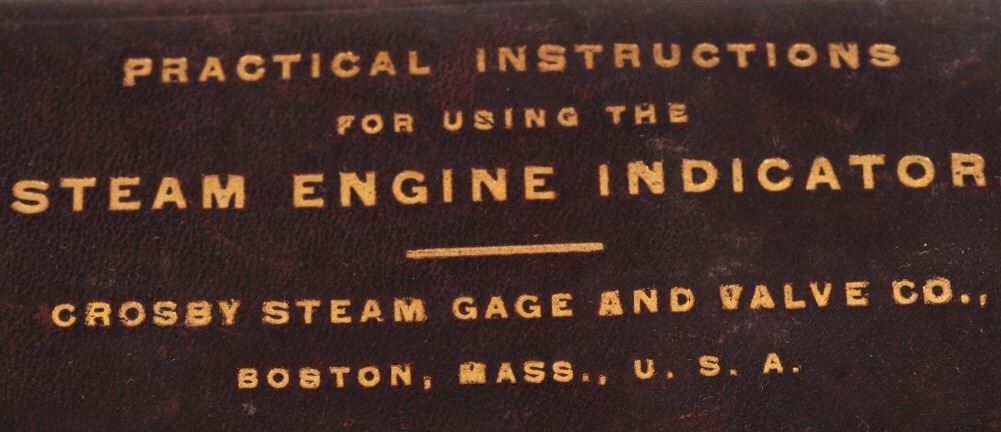 PRACTICAL INSTRUCTIONS
FOR USING THE
STEAM ENGINE INDICATOR
CROSBY STEAM GAGE AND VALVE CO.,
BOSTON, MASS., U. S. A.